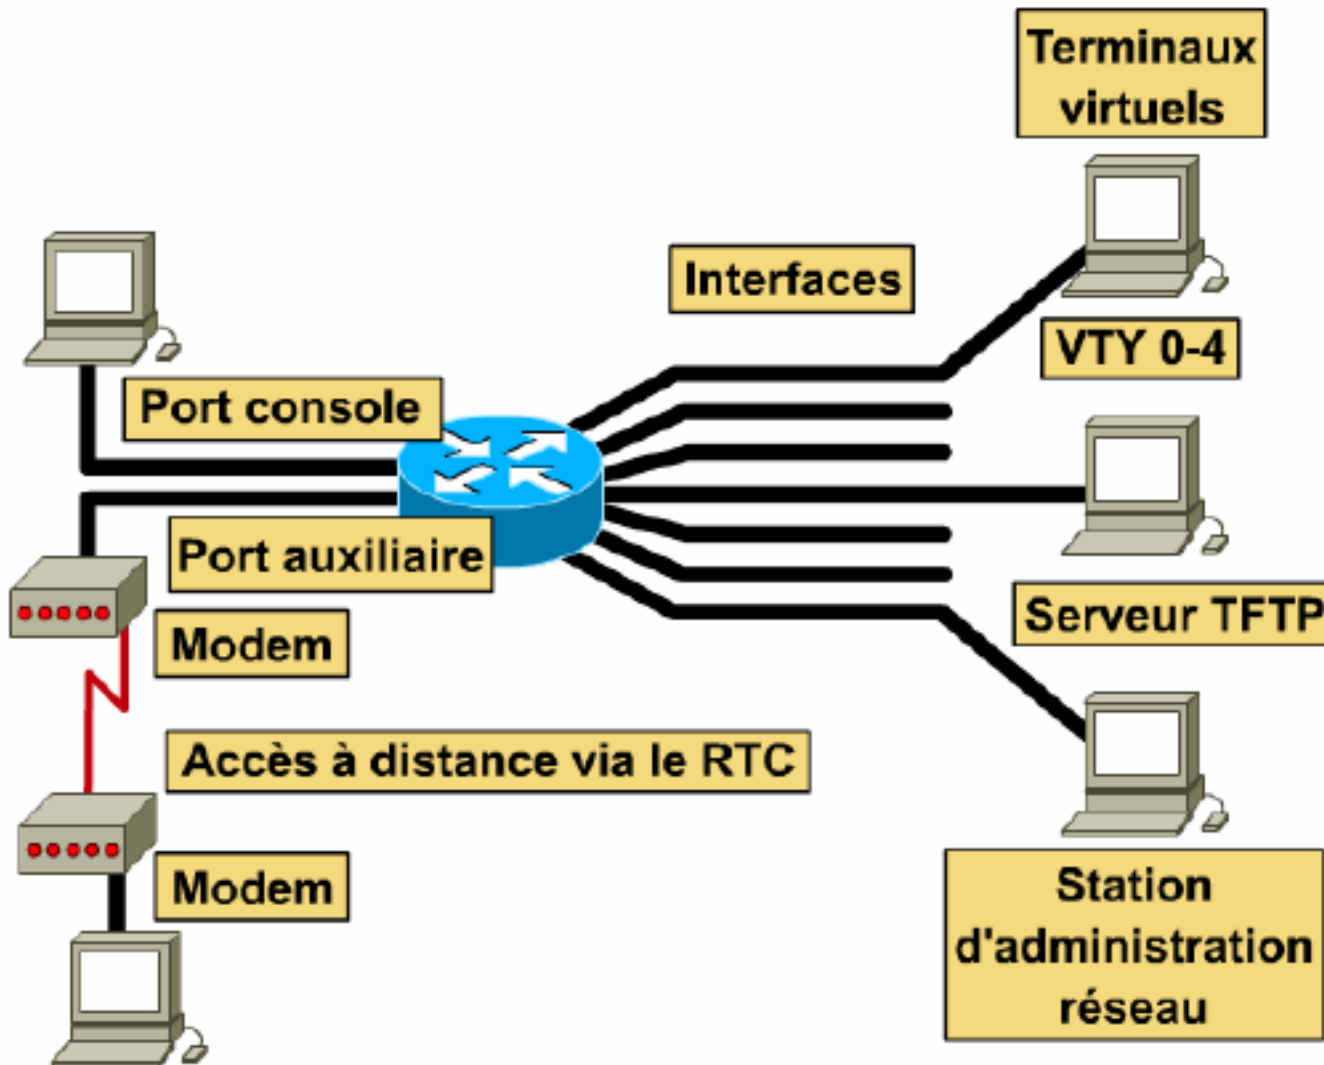 Terminaux
virtuels
Interfaces
VTY 0-4
Port console
Port auxiliaire
Serveur TFTP
Modem
Accès à distance via le RTC
Modem
Station
d'administration
réseau